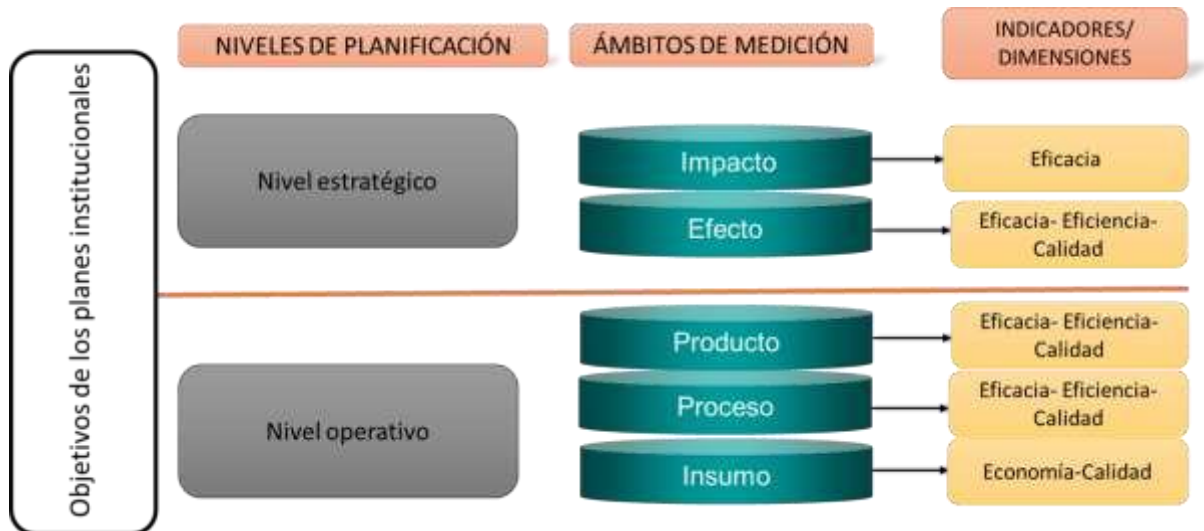 Objetivos de los planes institucionales
NIVELES DE PLANIFICACIÓN
ÁMBITOS DE MEDICIÓN
INDICADORES/
DIMENSIONES
Nivel estratégico
Impacto
Eficacia
Efecto
Eficacia- Eficiencia-
Calidad
Nivel operativo
Producto
Eficacia- Eficiencia-
Calidad
Proceso
Eficacia- Eficiencia-
Calidad
Insumo
Economía-Calidad